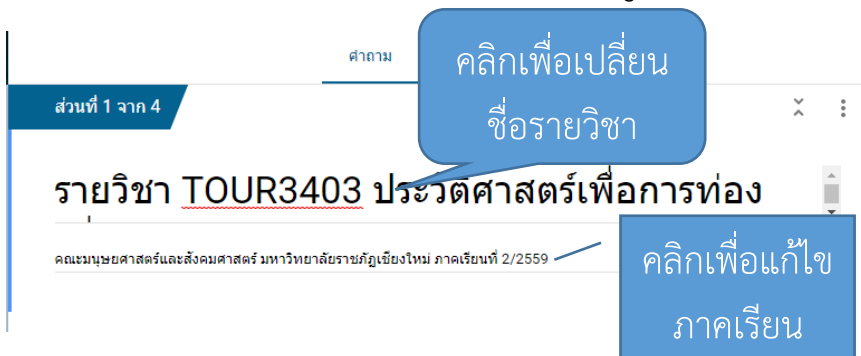 คำถาม
คลิกเพื่อเปลี่ยน
ชื่อรายวิชา
ส่วนที่ 1 จาก 4
รายวิชา TOUR3403 ประวัติศาสตร์เพื่อการท่อง
คณะมนุษยศาสตร์และสังคมศาสตร์ มหาวิทยาลัยราชภัฏเชียงใหม่ ภาคเรียนที่ 2/2559
คลิกเพื่อแก้ไข
ภาคเรียน